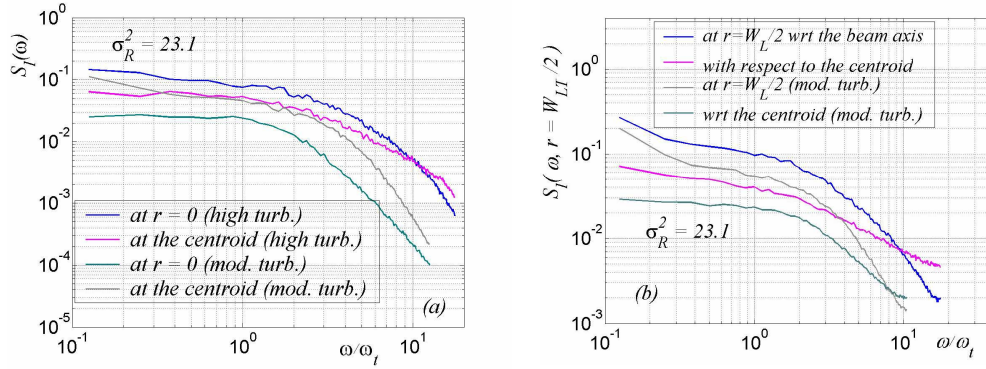 10^0
10^-1
10^-2
10^-3
10^-4
10^-5
S_I(ω)
σ_R^2 = 23.1
at r = 0 (high turb.)
at the centroid (high turb.)
at r = 0 (mod. turb.)
at the centroid (mod. turb.)
(a)
10^-1
10^0
10^1
ω/ω_t
10^0
10^-1
10^-2
10^-3
S_I( ω, r = W_LT /2 )
at r=W_L/2 wrt the beam axis
with respect to the centroid
at r=W_L/2 (mod. turb.)
wrt the centroid (mod. turb.)
σ_R^2 = 23.1
(b)
10^-1
10^0
10^1
ω/ω_t